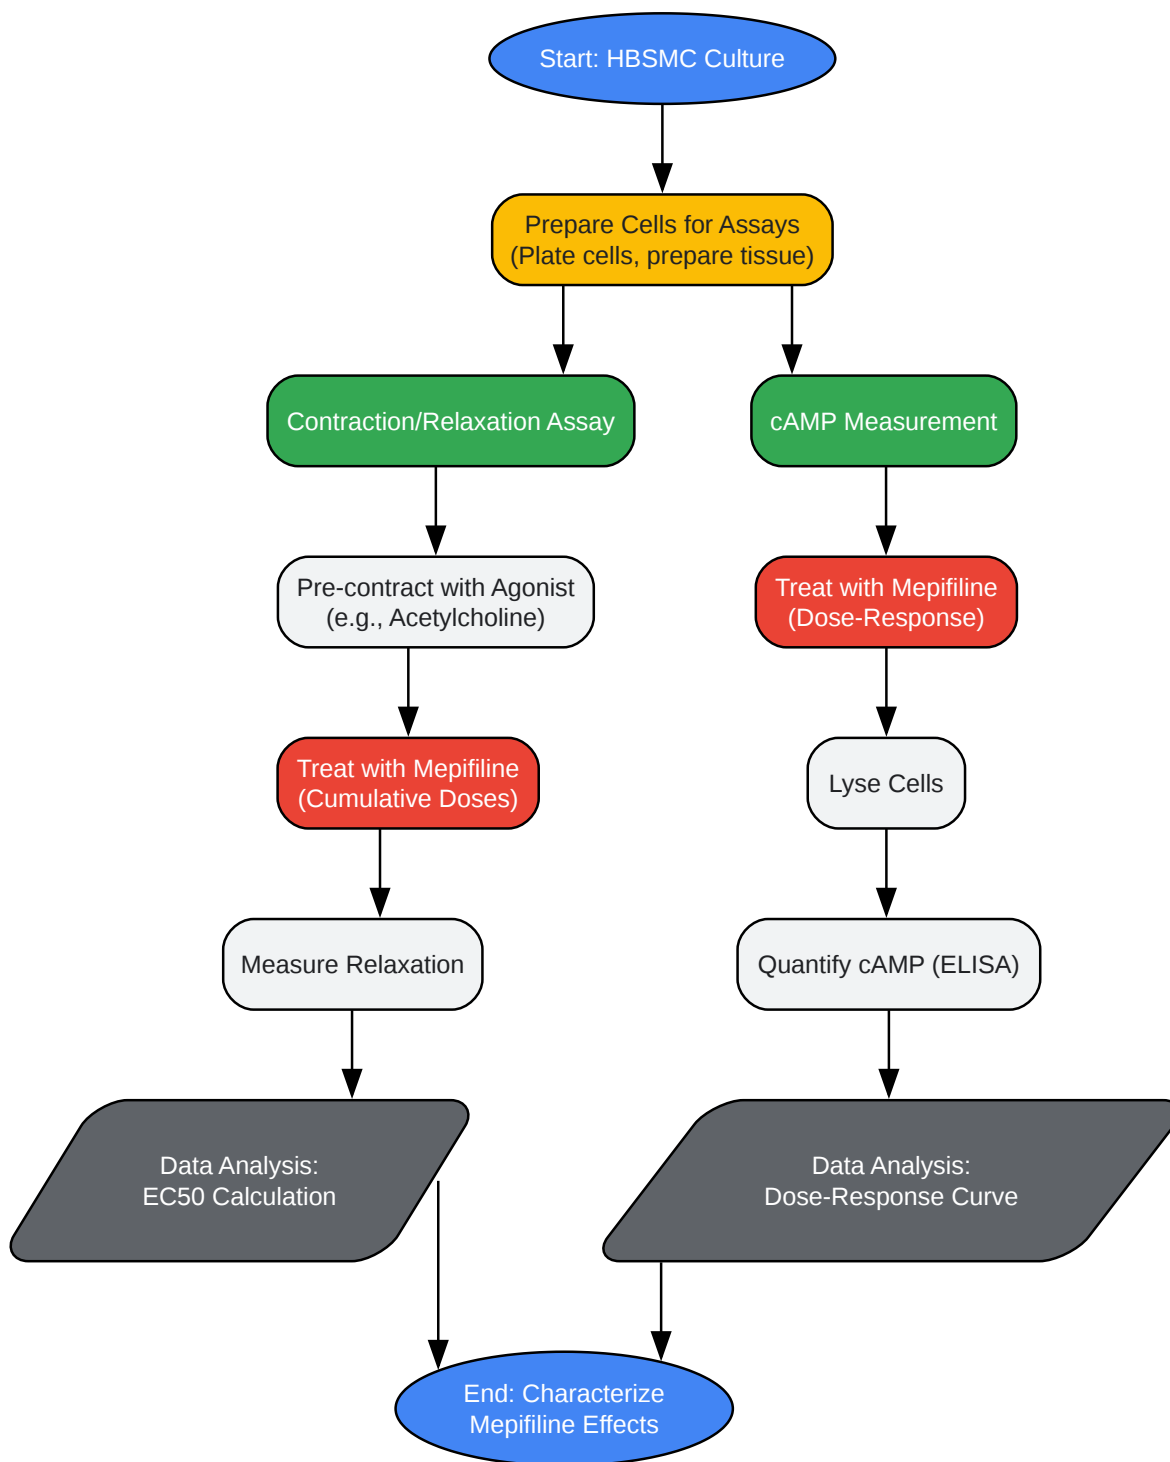 Start: HBSMC Culture
Prepare Cells for Assays
(Plate cells, prepare tissue)
Contraction/Relaxation Assay
cAMP Measurement
Pre-contract with Agonist
(e.g., Acetylcholine)
Treat with Mepifiline
(Dose-Response)
Treat with Mepifiline
(Cumulative Doses)
Lyse Cells
Measure Relaxation
Quantify cAMP (ELISA)
Data Analysis:
EC50 Calculation
Data Analysis:
Dose-Response Curve
End: Characterize
Mepifiline Effects